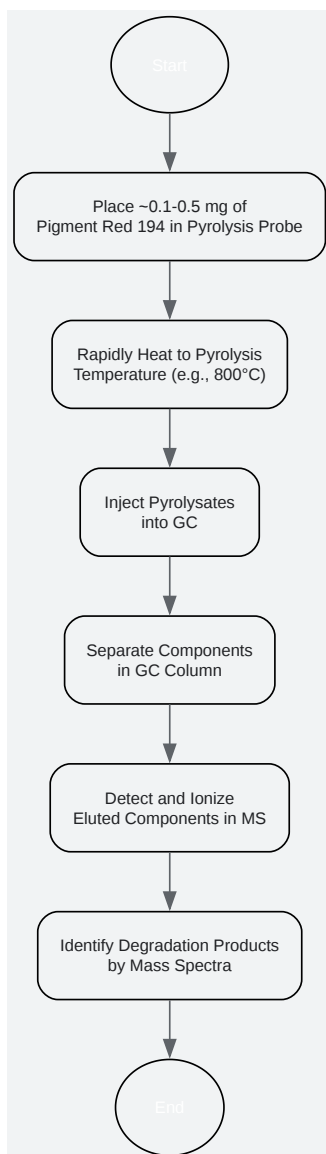 Start
Place ~0.1-0.5 mg of
Pigment Red 194 in Pyrolysis Probe
Rapidly Heat to Pyrolysis
Temperature (e.g., 800°C)
Inject Pyrolysates
into GC
Separate Components
in GC Column
Detect and Ionize
Eluted Components in MS
Identify Degradation Products
by Mass Spectra
End